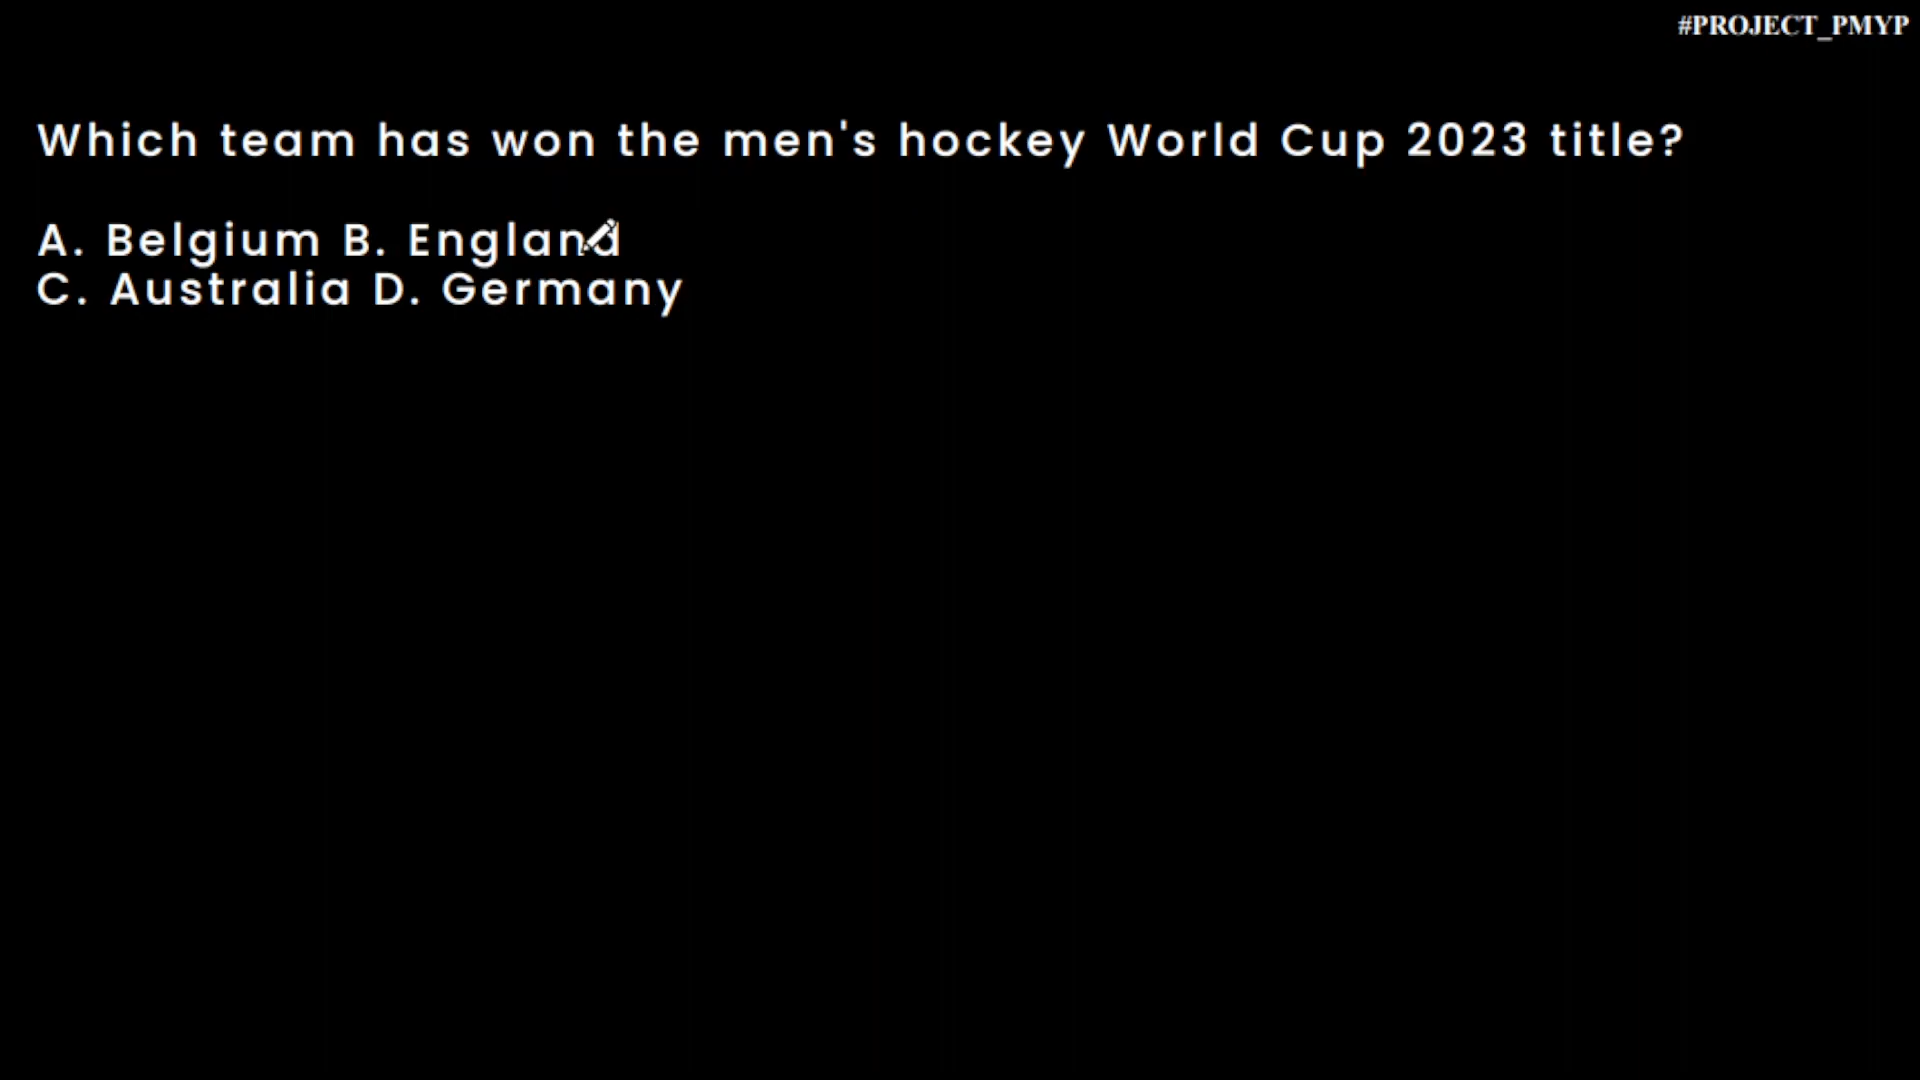 #PROJECT_PMYP
Which team has won the men's hockey World Cup 2023 title?
A. Belgium B. England
C. Australia D. Germany